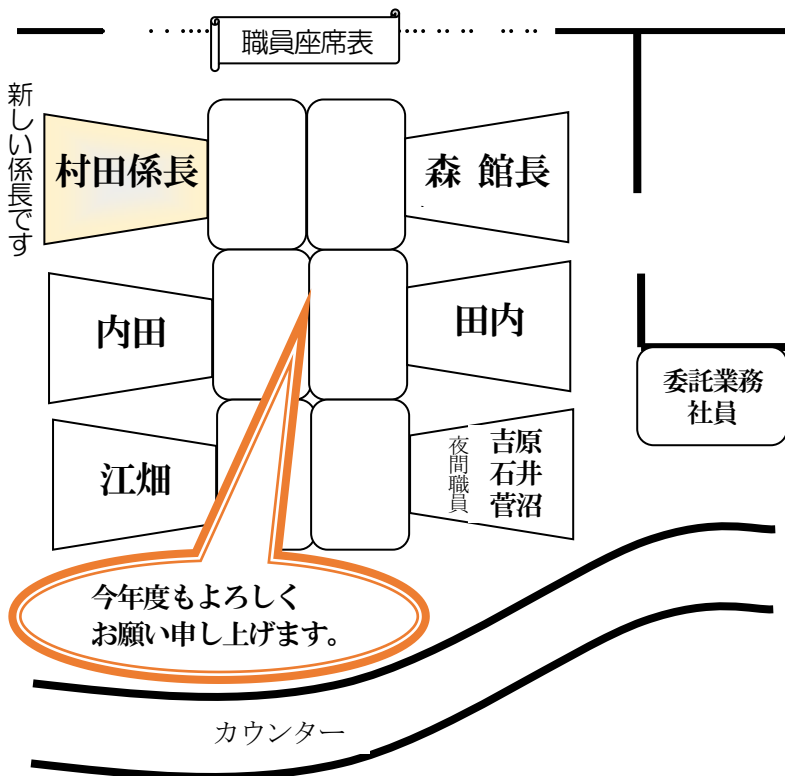 職員座席表
新しい係長です
村田係長
森 館長
内田
田内
江畑
夜間職員
吉原
石井
菅沼
委託業務
社員
今年度もよろしく
お願い申し上げます。
カウンター